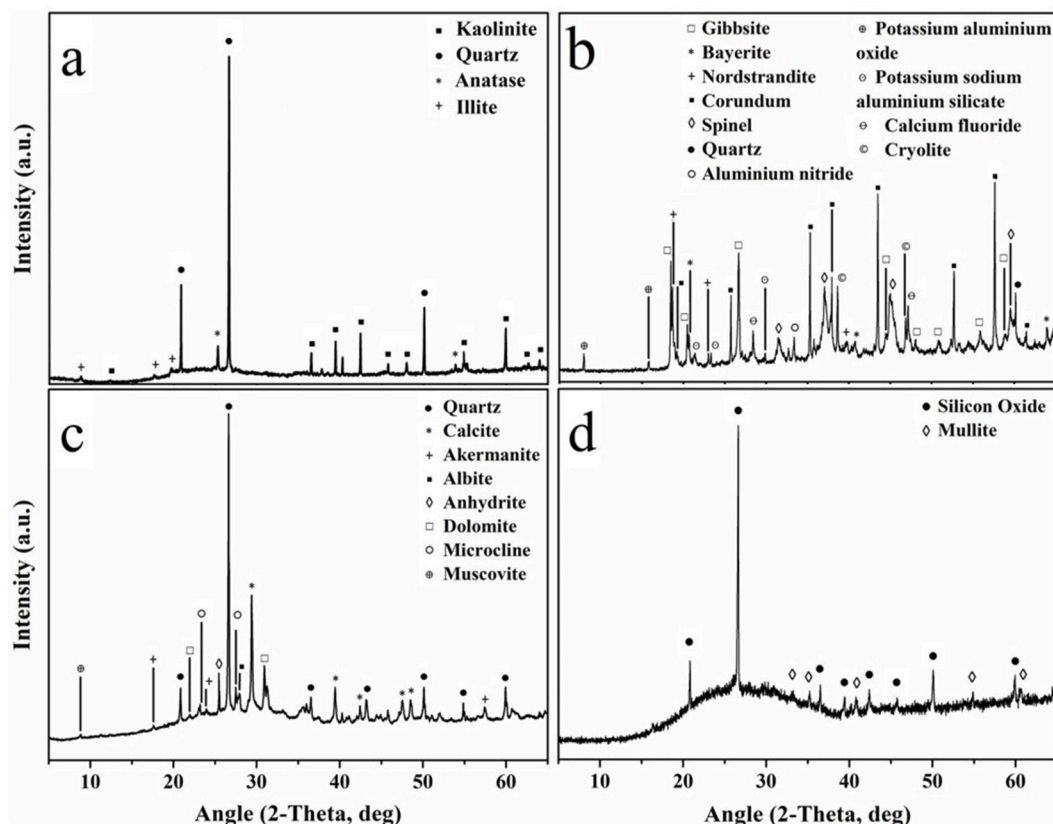 a
■ Kaolinite
● Quartz
* Anatase
+ Illite
Intensity (a.u.)
b
□ Gibbsite
* Bayerite
+ Nordstrandite
■ Corundum
◊ Spinel
● Quartz
○ Aluminium nitride
⊕ Potassium aluminium
oxide
⊙ Potassium sodium
aluminium silicate
⊖ Calcium fluoride
© Cryolite
c
● Quartz
* Calcite
+ Akermanite
■ Albite
◊ Anhydrite
□ Dolomite
○ Microcline
⊕ Muscovite
Intensity (a.u.)
10 20 30 40 50 60
Angle (2-Theta, deg)
d
● Silicon Oxide
◊ Mullite
10 20 30 40 50 60
Angle (2-Theta, deg)